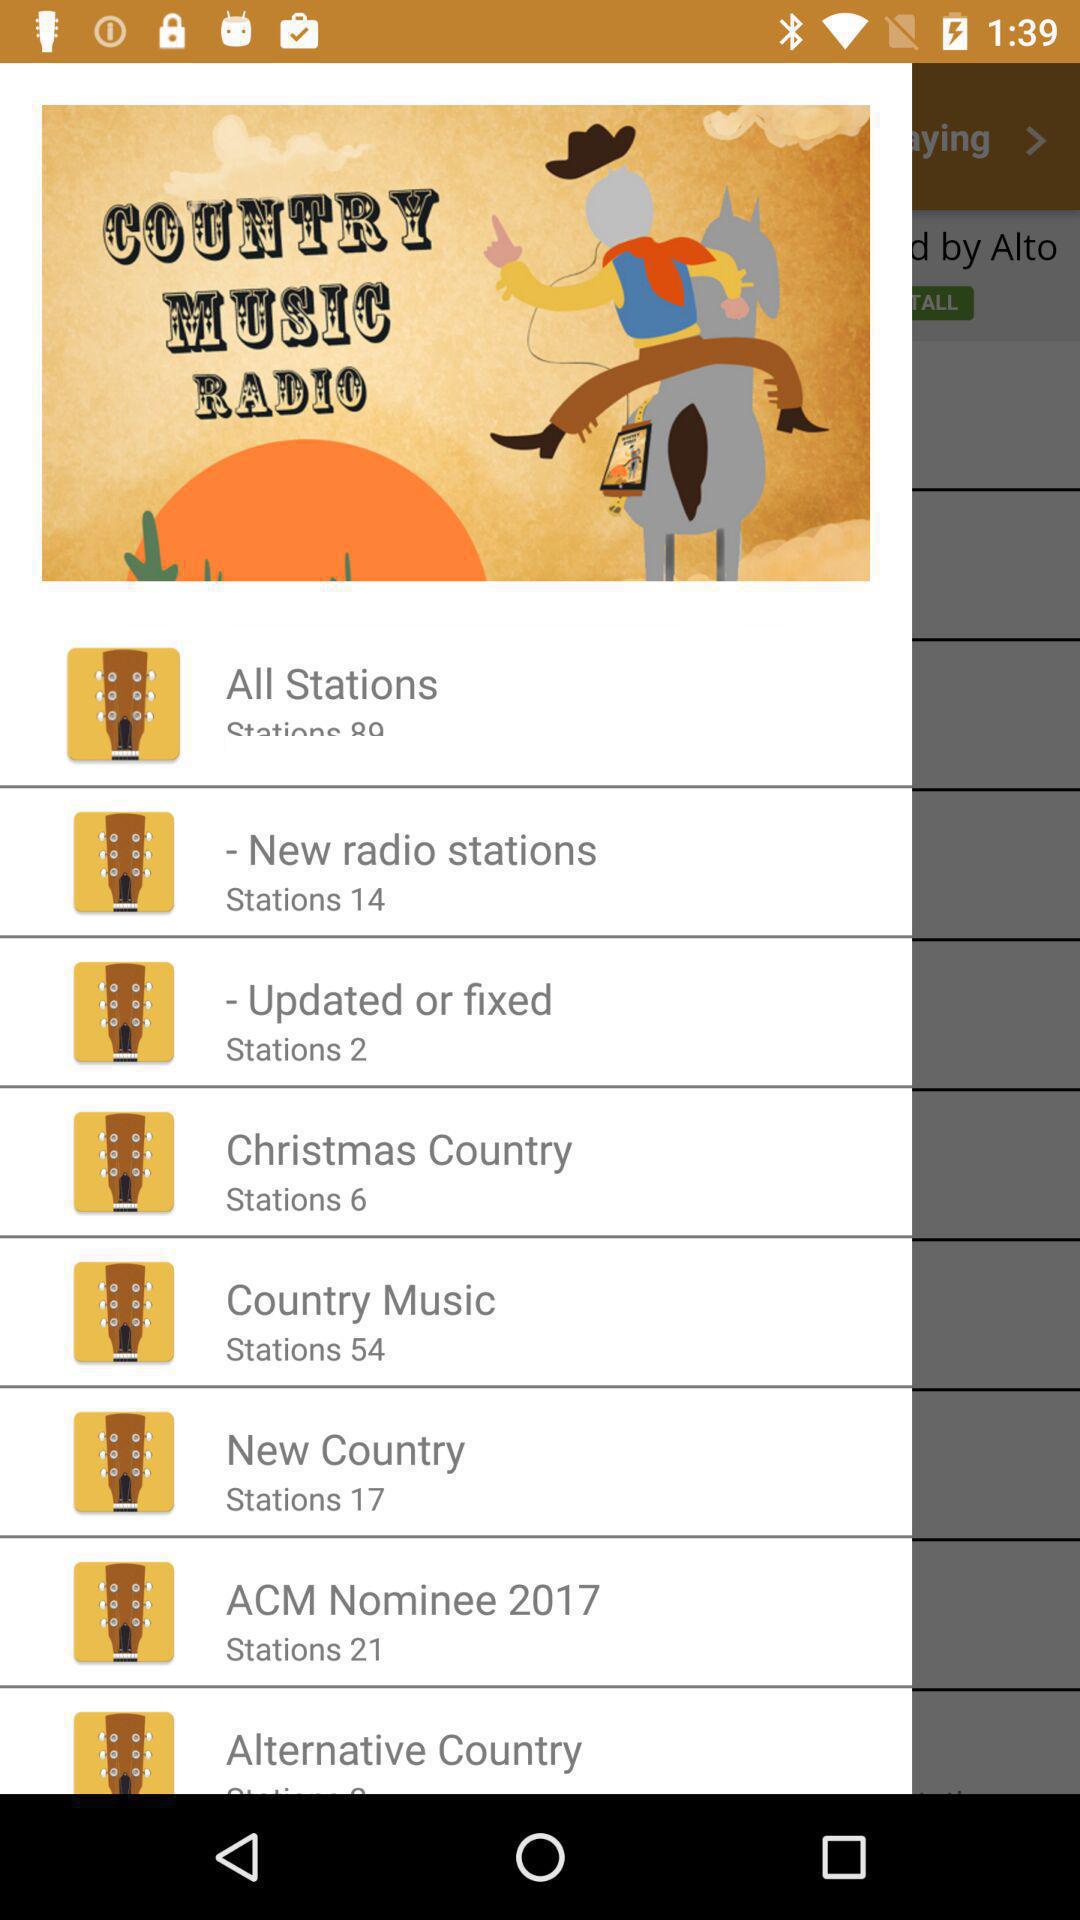 1:39
aying
COUNTRY
MUSIC
RADIO
d by Alto
TALL
All Stations
Stations 89
- New radio stations
Stations 14
- Updated or fixed
Stations 2
Christmas Country
Stations 6
Country Music
Stations 54
New Country
Stations 17
ACM Nominee 2017
Stations 21
Alternative Country
Stations